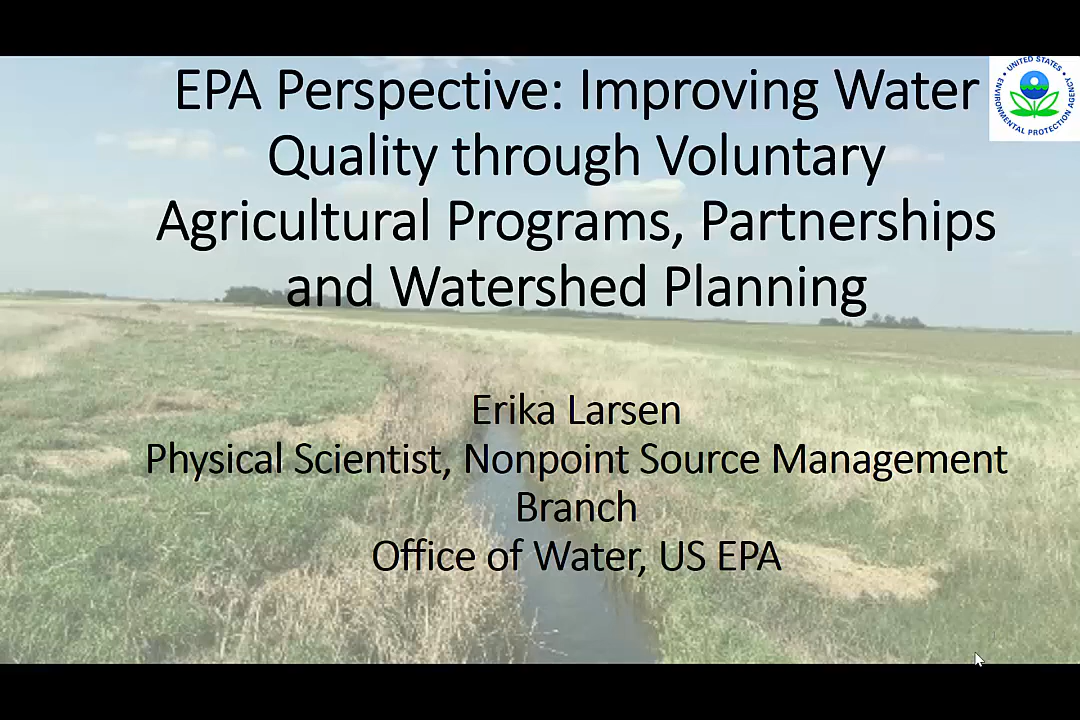 EPA Perspective: Improving Water
Quality through Voluntary
Agricultural Programs, Partnerships
and Watershed Planning
UNITED STATES
ENVIRONMENTAL PROTECTION AGENCY
Erika Larsen
Physical Scientist, Nonpoint Source Management
Branch
Office of Water, US EPA